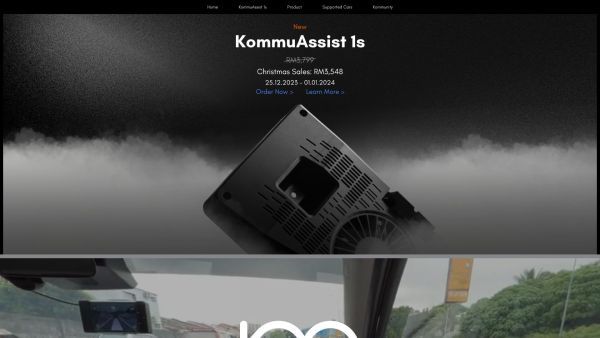 Home KommuAssist 1s Product Supported Cars Kommunity
New
KommuAssist 1s
RM3,799
Christmas Sales: RM3,548
25.12.2023 - 01.01.2024
Order Now > Learn More >